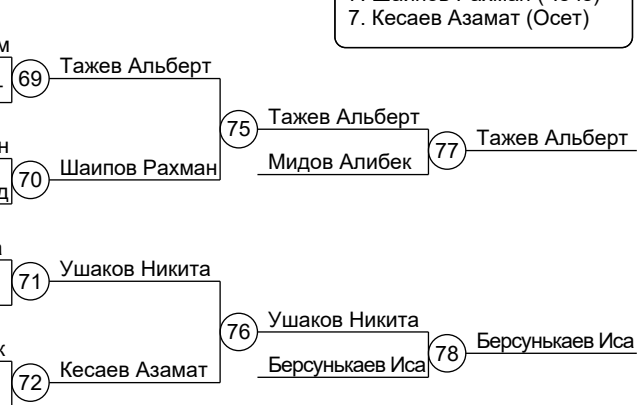 7. Кесаев Азамат (Осет)
м
69
Тажев Альберт
75
Тажев Альберт
н
70
Шаипов Рахман
Мидов Алибек
77
Тажев Альберт
д
а
71
Ушаков Никита
76
Ушаков Никита
к
72
Кесаев Азамат
Берсунькаев Иса
78
Берсунькаев Иса